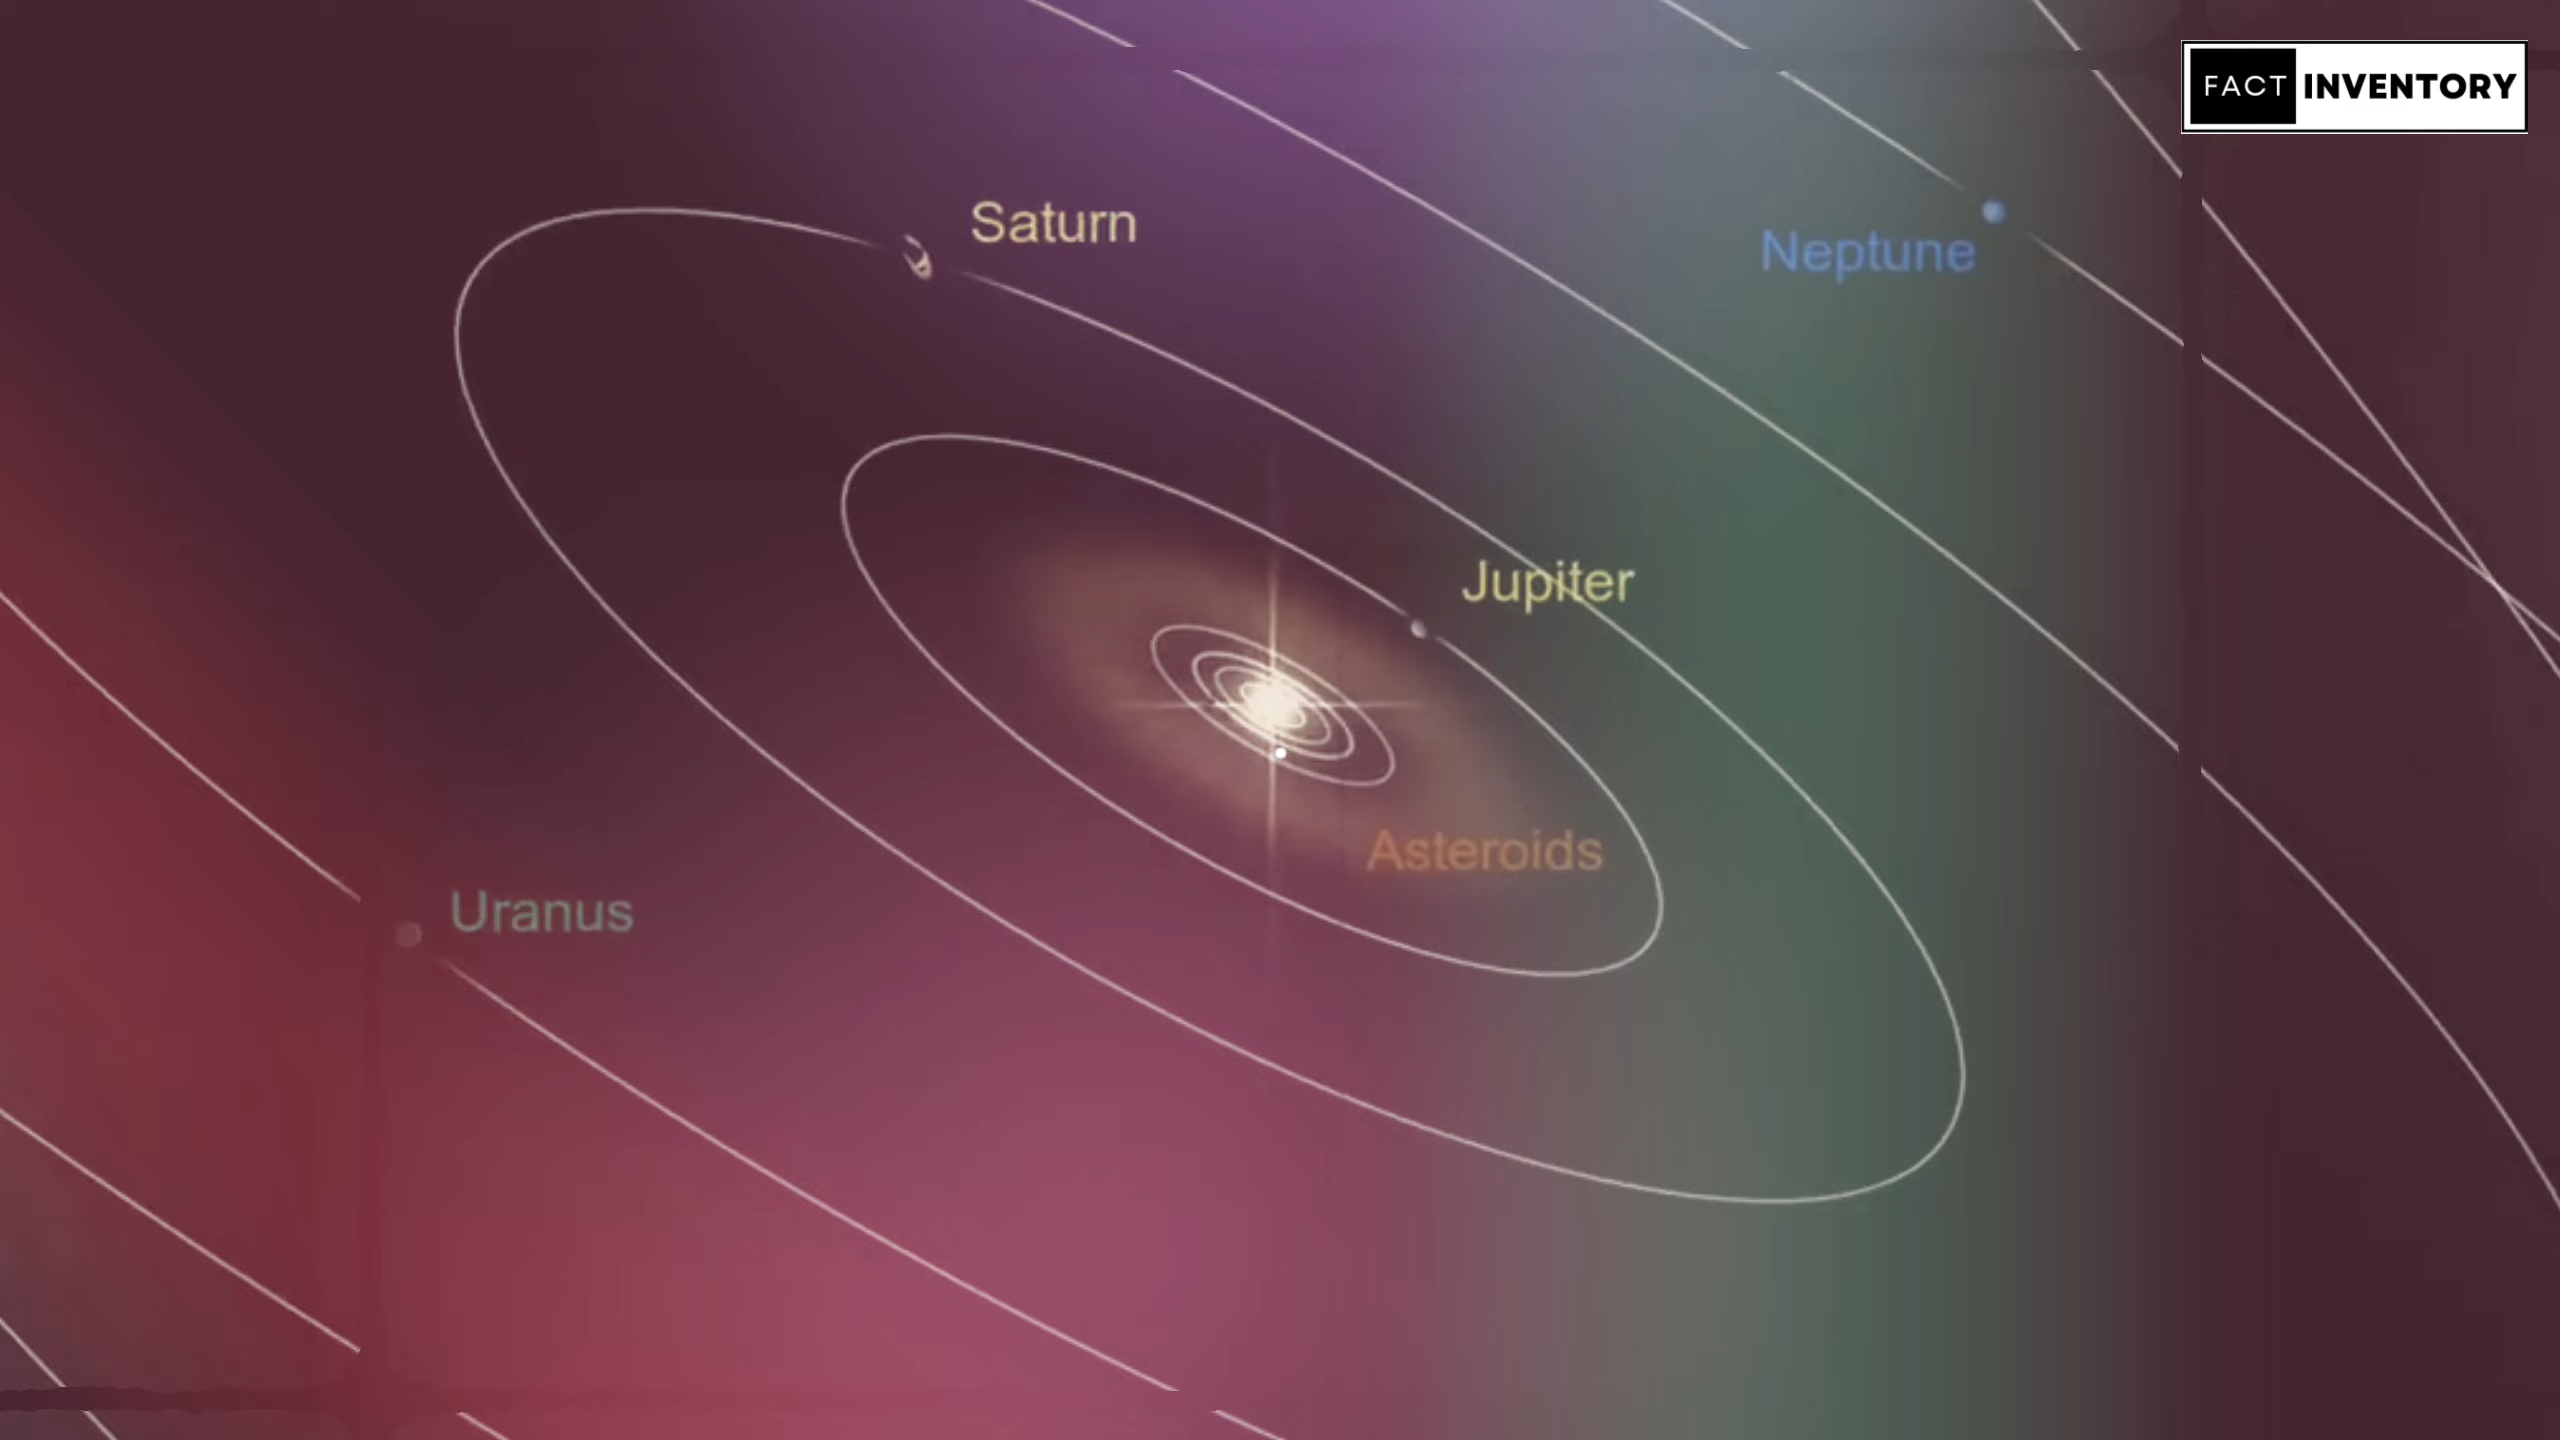 FACT INVENTORY
Saturn
Neptune
Jupiter
Asteroids
Uranus